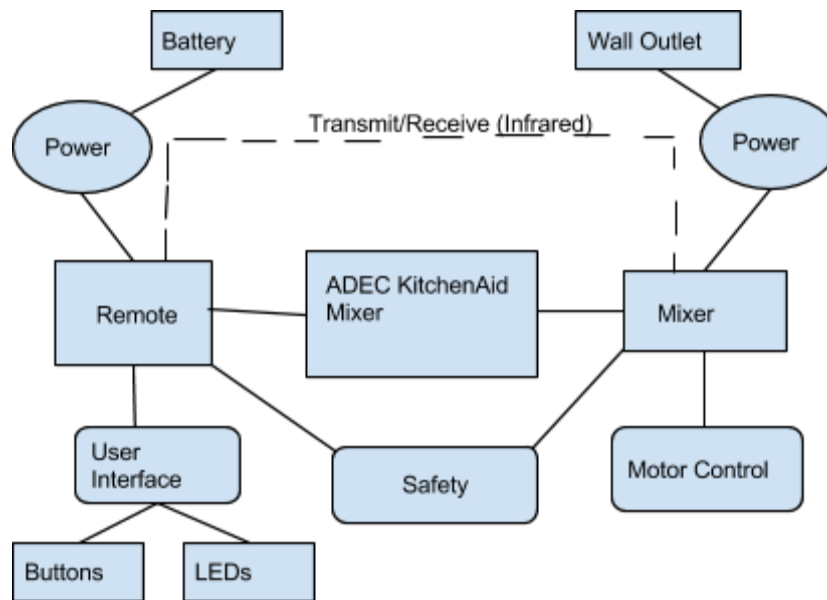 Battery
Wall Outlet
Power
Transmit/Receive (Infrared)
Power
Remote
ADEC KitchenAid
Mixer
Mixer
User
Interface
Safety
Motor Control
Buttons
LEDs